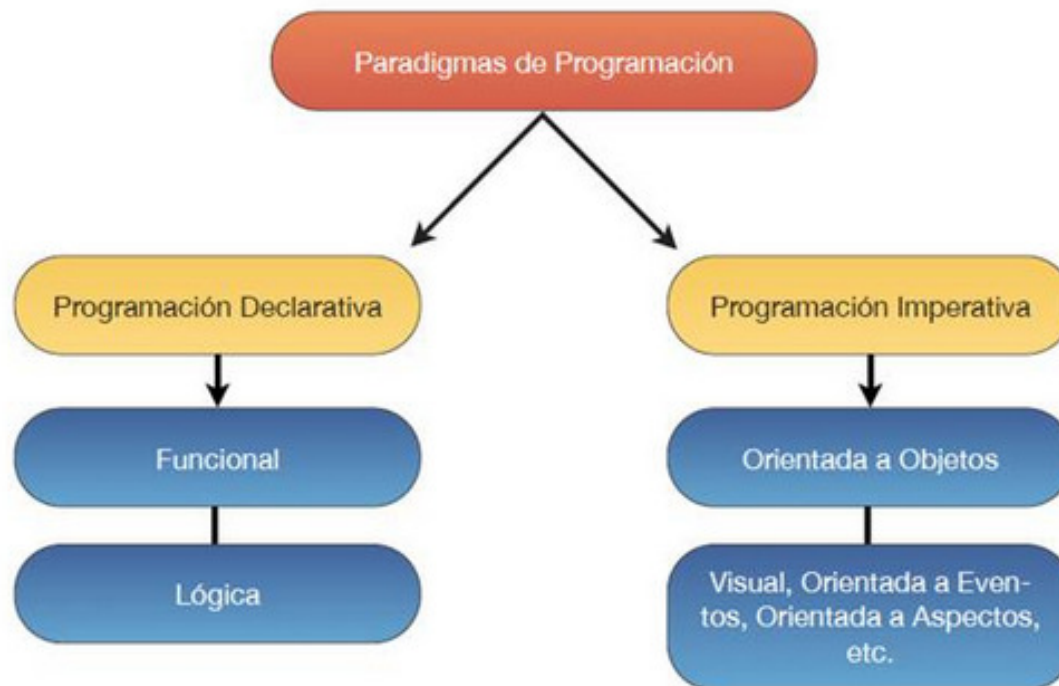 Paradigmas de Programación
Programación Declarativa
Programación Imperativa
Funcional
Orientada a Objetos
Lógica
Visual, Orientada a Even-
tos, Orientada a Aspectos,
etc.